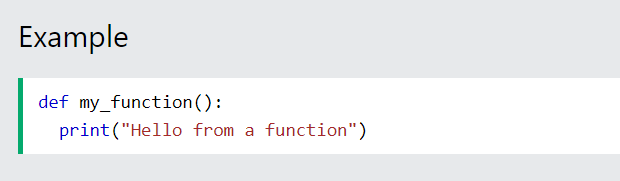 Example
def my_function():
  print("Hello from a function")